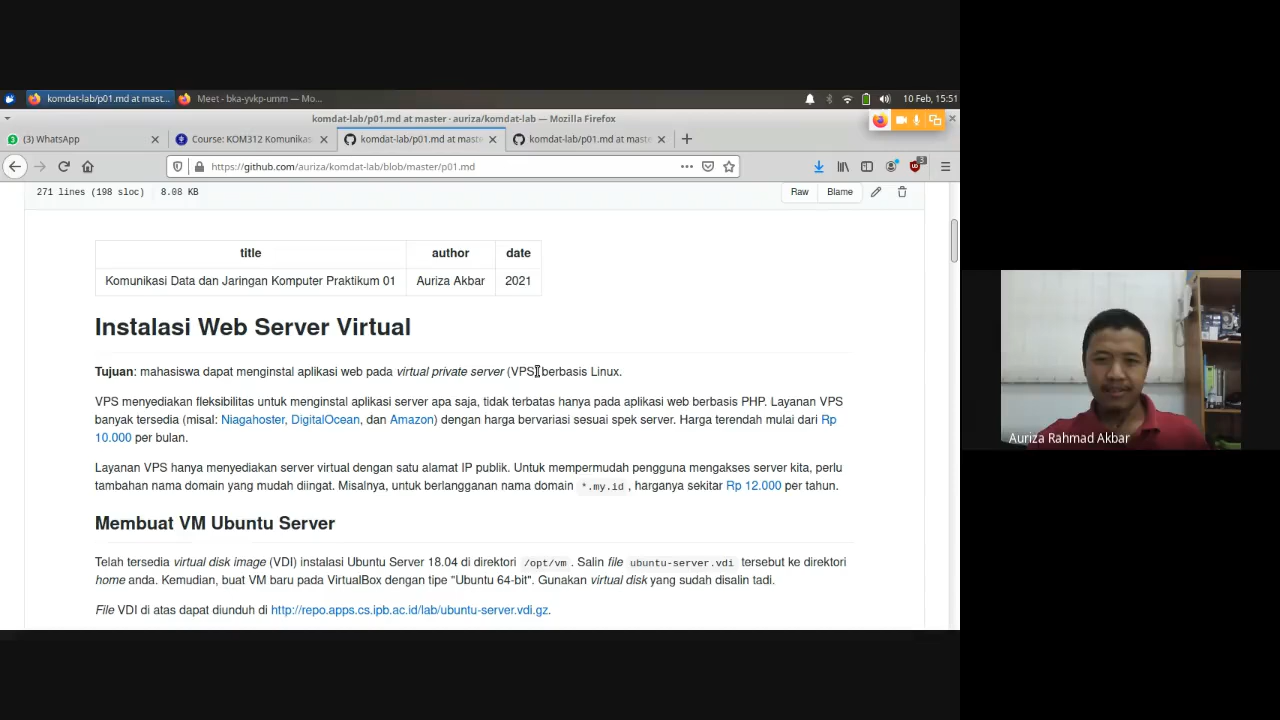 komdat-lab/p01.md at mast...
Meet - bka-yvkp-umm — Mo...
10 Feb, 15:51
komdat-lab/p01.md at master · auriza/komdat-lab — Mozilla Firefox
(3) WhatsApp
Course: KOM312 Komunikas
komdat-lab/p01.md at maste
komdat-lab/p01.md at maste
https://github.com/auriza/komdat-lab/blob/master/p01.md
271 lines (198 sloc) 8.08 KB
Raw Blame
title author date
Komunikasi Data dan Jaringan Komputer Praktikum 01 Auriza Akbar 2021
Instalasi Web Server Virtual
Tujuan: mahasiswa dapat menginstal aplikasi web pada virtual private server (VPS) berbasis Linux.
VPS menyediakan fleksibilitas untuk menginstal aplikasi server apa saja, tidak terbatas hanya pada aplikasi web berbasis PHP. Layanan VPS
banyak tersedia (misal: Niagahoster, DigitalOcean, dan Amazon) dengan harga bervariasi sesuai spek server. Harga terendah mulai dari Rp
10.000 per bulan.
Layanan VPS hanya menyediakan server virtual dengan satu alamat IP publik. Untuk mempermudah pengguna mengakses server kita, perlu
tambahan nama domain yang mudah diingat. Misalnya, untuk berlangganan nama domain *.my.id , harganya sekitar Rp 12.000 per tahun.
Membuat VM Ubuntu Server
Telah tersedia virtual disk image (VDI) instalasi Ubuntu Server 18.04 di direktori /opt/vm . Salin file ubuntu-server.vdi tersebut ke direktori
home anda. Kemudian, buat VM baru pada VirtualBox dengan tipe "Ubuntu 64-bit". Gunakan virtual disk yang sudah disalin tadi.
File VDI di atas dapat diunduh di http://repo.apps.cs.ipb.ac.id/lab/ubuntu-server.vdi.gz.
Auriza Rahmad Akbar